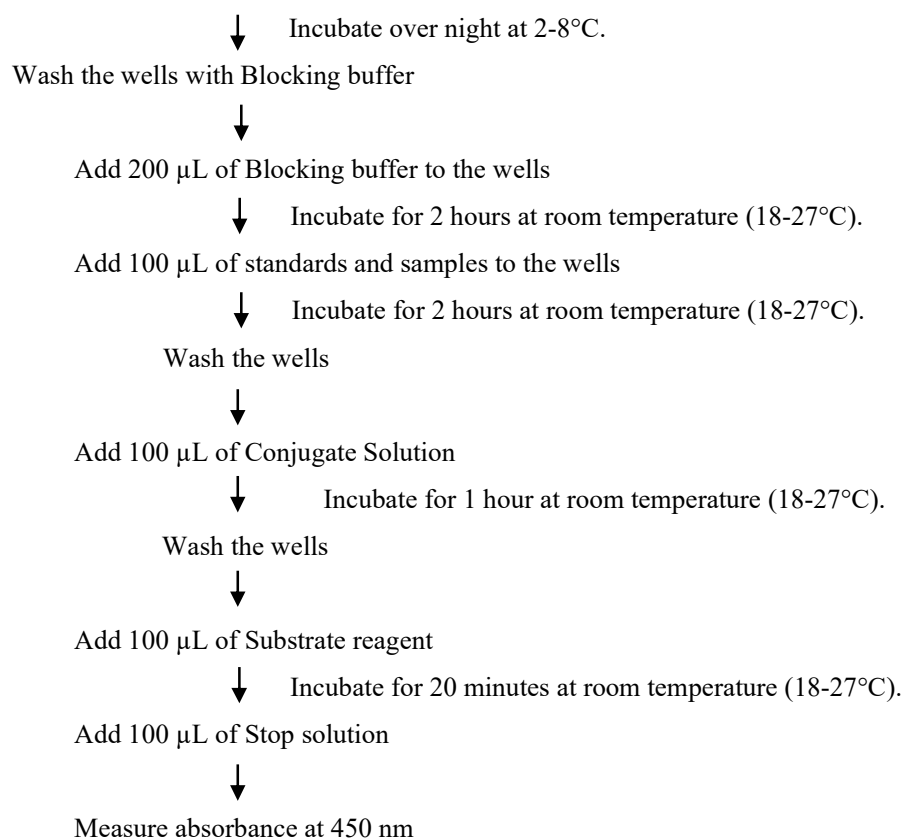 Incubate over night at 2-8°C.
Wash the wells with Blocking buffer
Add 200 µL of Blocking buffer to the wells
Incubate for 2 hours at room temperature (18-27°C).
Add 100 µL of standards and samples to the wells
Incubate for 2 hours at room temperature (18-27°C).
Wash the wells
Add 100 µL of Conjugate Solution
Incubate for 1 hour at room temperature (18-27°C).
Wash the wells
Add 100 µL of Substrate reagent
Incubate for 20 minutes at room temperature (18-27°C).
Add 100 µL of Stop solution
Measure absorbance at 450 nm